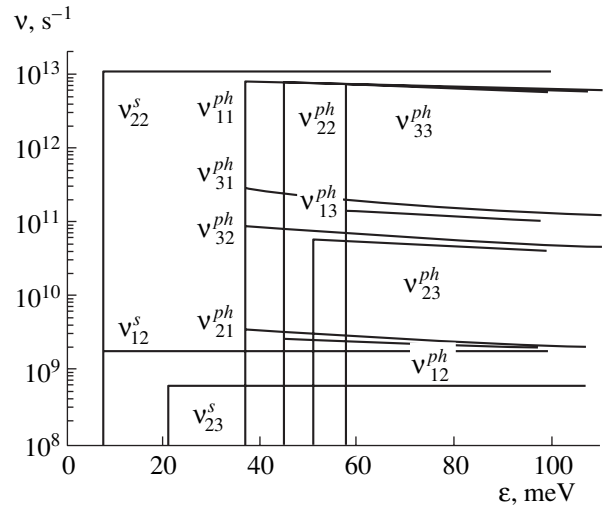 ν, s⁻¹
10¹³
10¹²
10¹¹
10¹⁰
10⁹
10⁸
ν₂₂ˢ
ν₁₁ᵖʰ
ν₂₂ᵖʰ
ν₃₃ᵖʰ
ν₃₁ᵖʰ
ν₁₃ᵖʰ
ν₃₂ᵖʰ
ν₂₃ᵖʰ
ν₁₂ˢ
ν₂₁ᵖʰ
ν₁₂ᵖʰ
ν₂₃ˢ
0 20 40 60 80 100
ε, meV